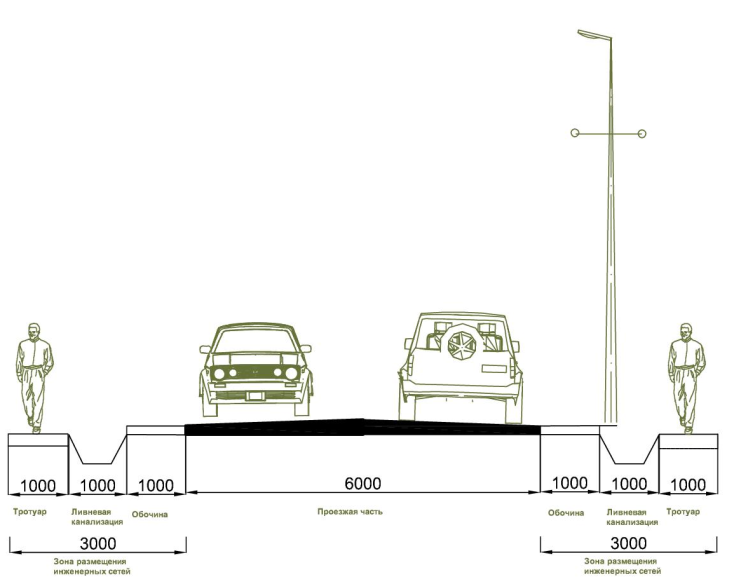 1000 1000 1000 6000 1000 1000 1000
Тротуар Ливневая канализация Обочина Проезжая часть Обочина Ливневая канализация Тротуар
3000 3000
Зона размещения инженерных сетей Зона размещения инженерных сетей